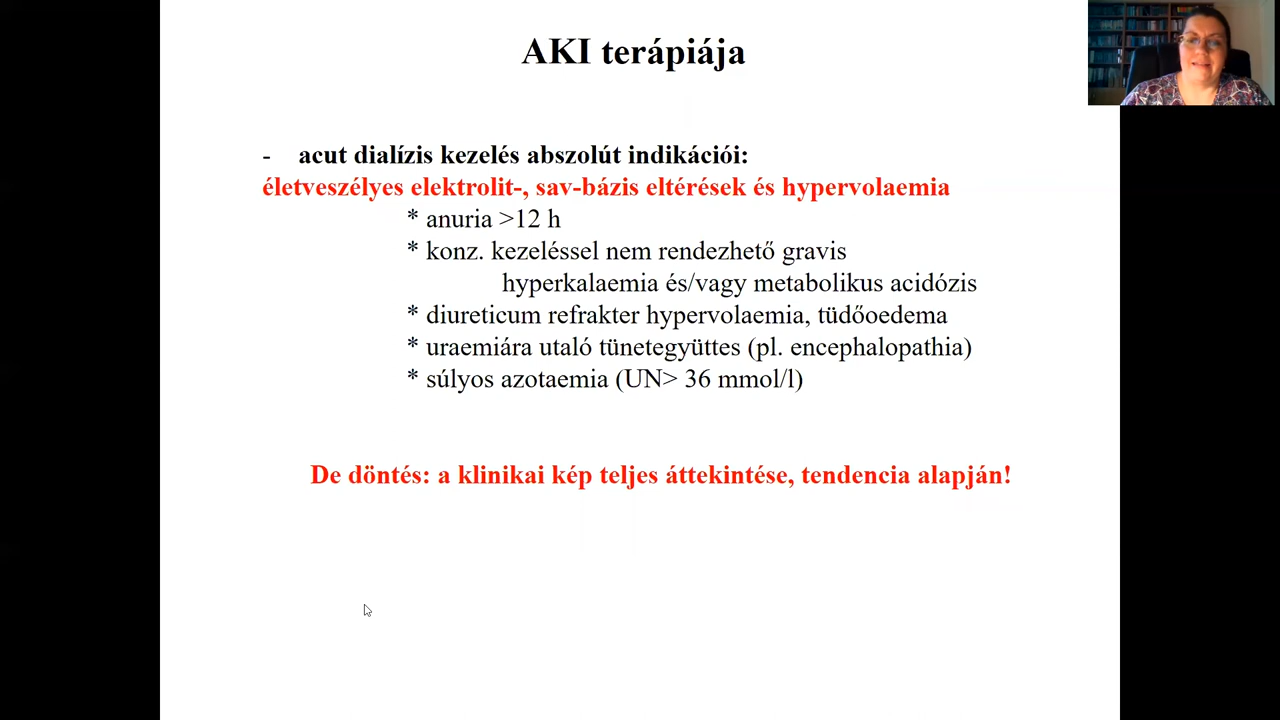 AKI terápiája
- acut dialízis kezelés abszolút indikációi:
életveszélyes elektrolit-, sav-bázis eltérések és hypervolaemia
* anuria >12 h
* konz. kezeléssel nem rendezhető gravis
hyperkalaemia és/vagy metabolikus acidózis
* diureticum refrakter hypervolaemia, tüdőoedema
* uraemiára utaló tünetegyüttes (pl. encephalopathia)
* súlyos azotaemia (UN> 36 mmol/l)
De döntés: a klinikai kép teljes áttekintése, tendencia alapján!